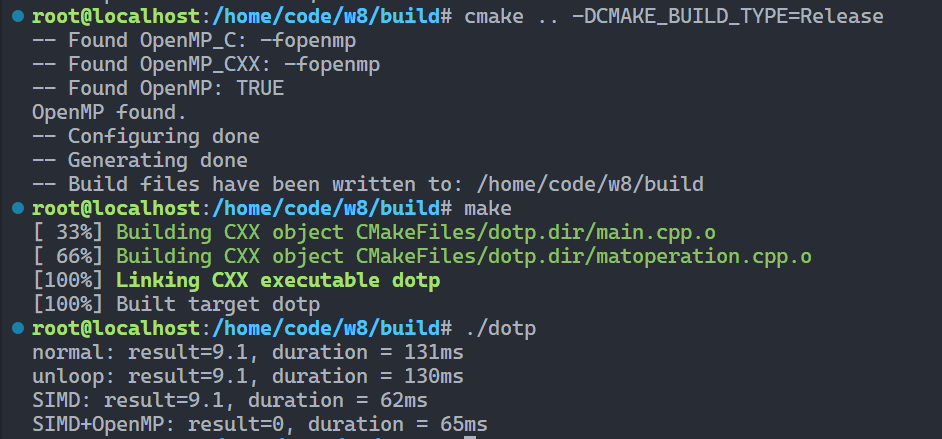 root@localhost:/home/code/w8/build# cmake .. -DCMAKE_BUILD_TYPE=Release
-- Found OpenMP_C: -fopenmp
-- Found OpenMP_CXX: -fopenmp
-- Found OpenMP: TRUE
OpenMP found.
-- Configuring done
-- Generating done
-- Build files have been written to: /home/code/w8/build
root@localhost:/home/code/w8/build# make
[ 33%] Building CXX object CMakeFiles/dotp.dir/main.cpp.o
[ 66%] Building CXX object CMakeFiles/dotp.dir/matoperation.cpp.o
[100%] Linking CXX executable dotp
[100%] Built target dotp
root@localhost:/home/code/w8/build# ./dotp
normal: result=9.1, duration = 131ms
unloop: result=9.1, duration = 130ms
SIMD: result=9.1, duration = 62ms
SIMD+OpenMP: result=0, duration = 65ms